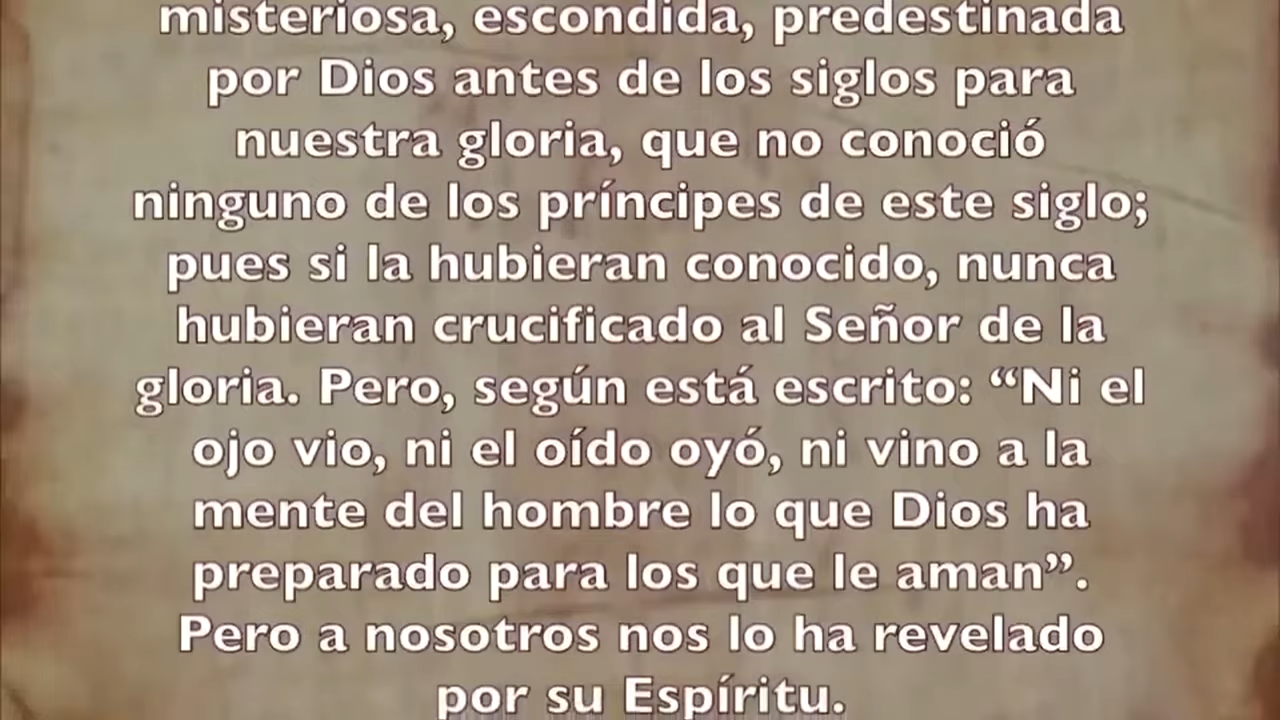 misteriosa, escondida, predestinada
por Dios antes de los siglos para
nuestra gloria, que no conoció
ninguno de los príncipes de este siglo;
pues si la hubieran conocido, nunca
hubieran crucificado al Señor de la
gloria. Pero, según está escrito: “Ni el
ojo vio, ni el oído oyó, ni vino a la
mente del hombre lo que Dios ha
preparado para los que le aman”.
Pero a nosotros nos lo ha revelado
por su Espíritu.